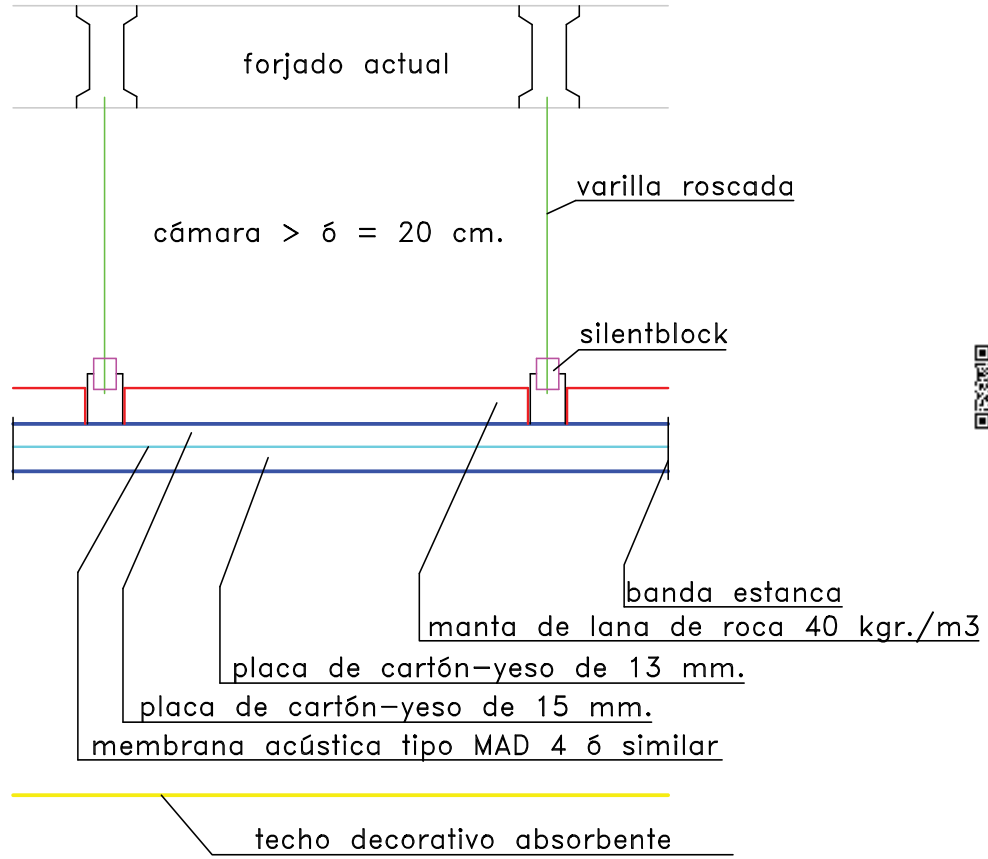 forjado actual
varilla roscada
cámara > ó = 20 cm.
silentblock
banda estanca
manta de lana de roca 40 kgr./m3
placa de cartón-yeso de 13 mm.
placa de cartón-yeso de 15 mm.
membrana acústica tipo MAD 4 ó similar
techo decorativo absorbente